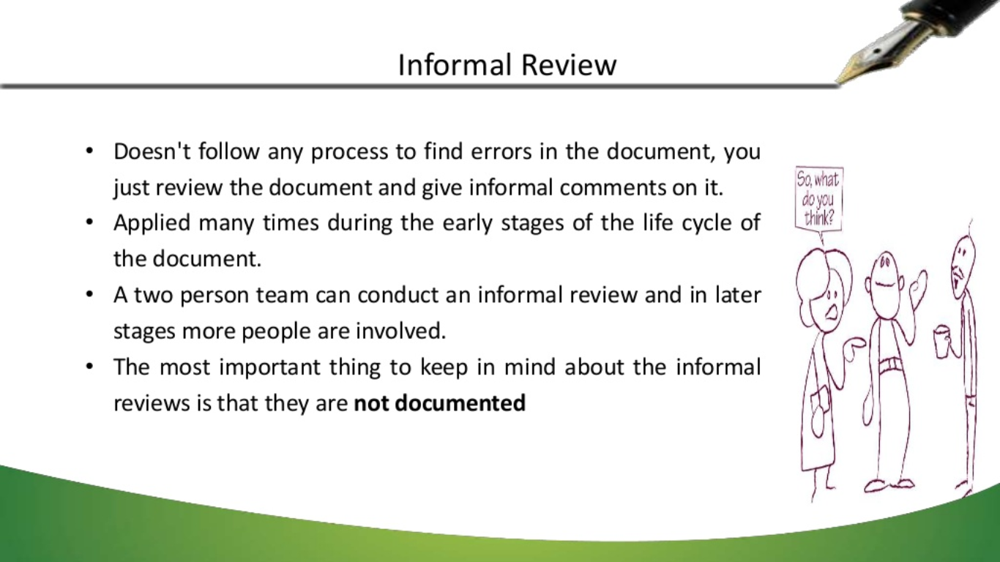 Informal Review
• Doesn't follow any process to find errors in the document, you
just review the document and give informal comments on it.
• Applied many times during the early stages of the life cycle of
the document.
• A two person team can conduct an informal review and in later
stages more people are involved.
• The most important thing to keep in mind about the informal
reviews is that they are not documented
So, what
do you
think?